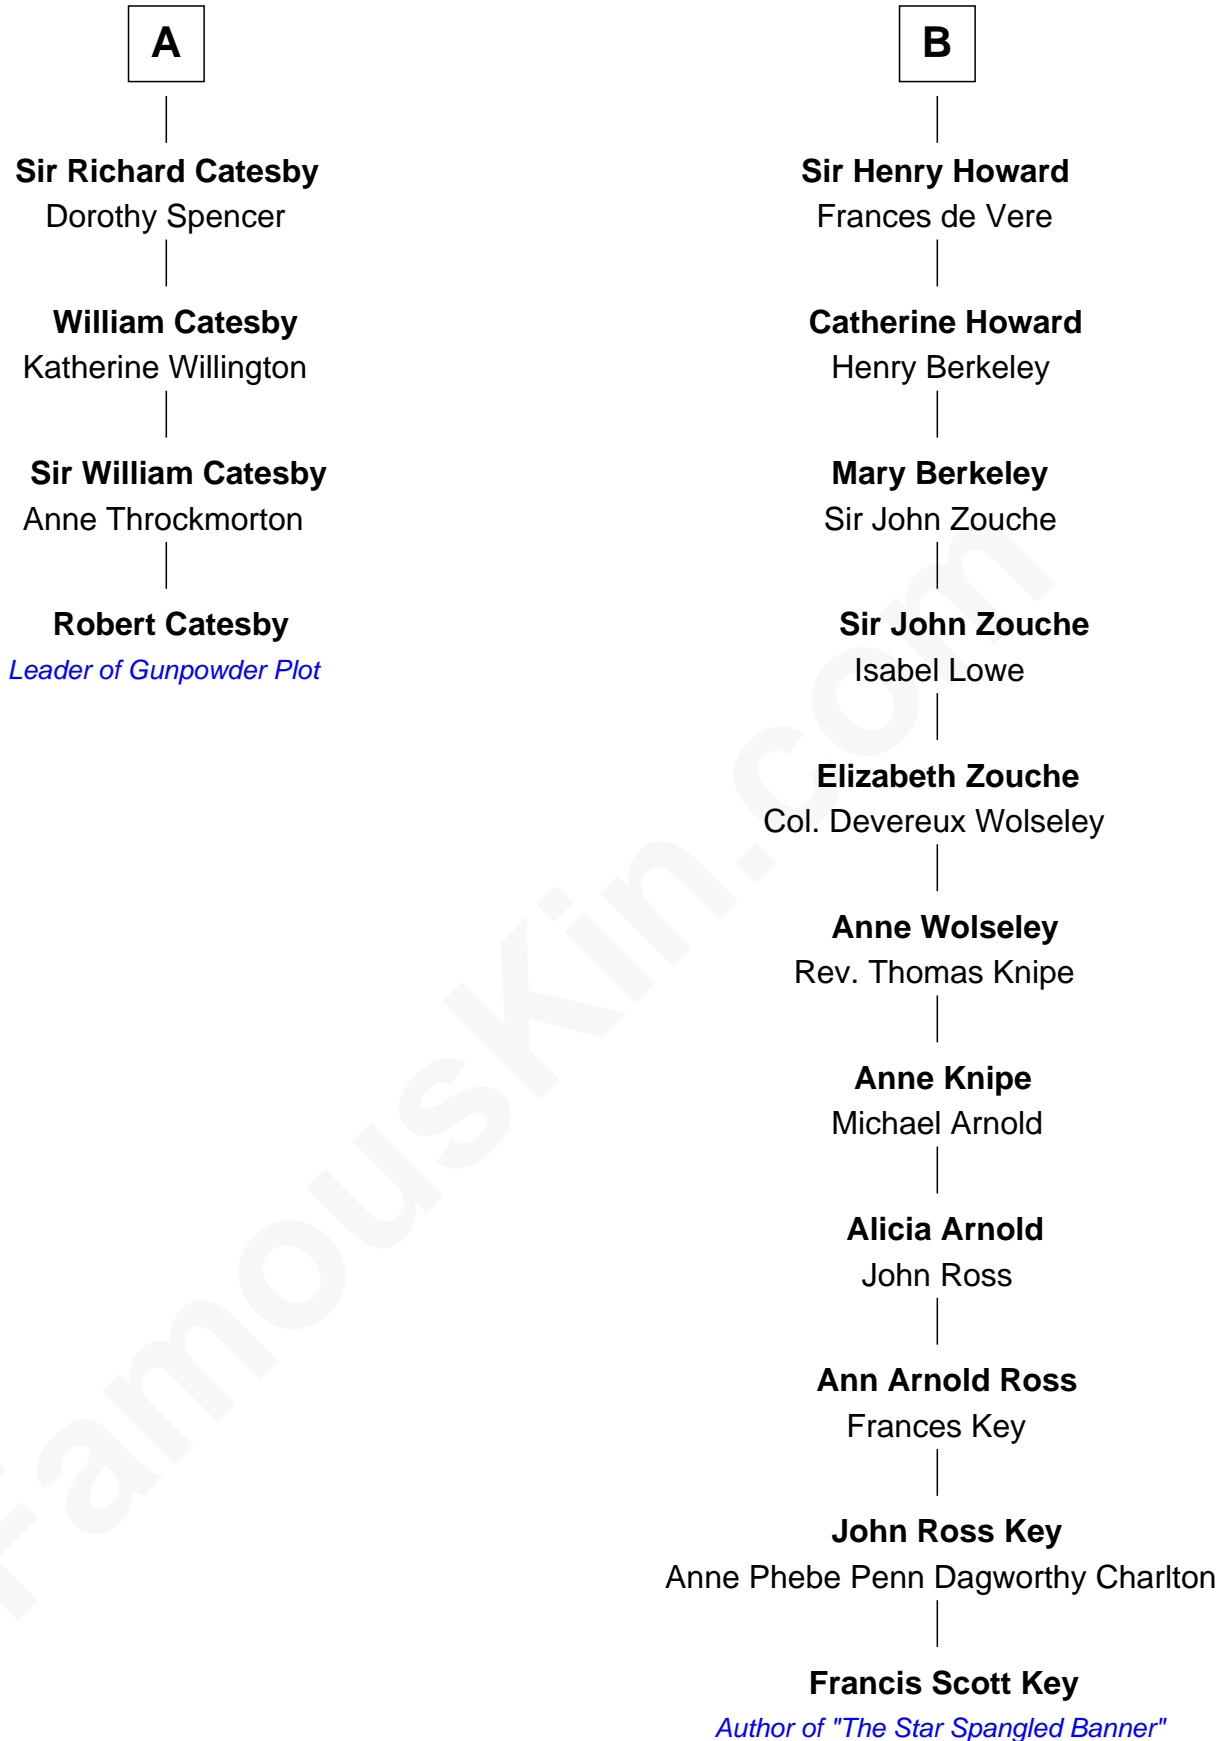 A
Sir Richard Catesby
Dorothy Spencer
William Catesby
Katherine Willington
Sir William Catesby
Anne Throckmorton
Robert Catesby
Leader of Gunpowder Plot
B
Sir Henry Howard
Frances de Vere
Catherine Howard
Henry Berkeley
Mary Berkeley
Sir John Zouche
Sir John Zouche
Isabel Lowe
Elizabeth Zouche
Col. Devereux Wolseley
Anne Wolseley
Rev. Thomas Knipe
Anne Knipe
Michael Arnold
Alicia Arnold
John Ross
Ann Arnold Ross
Frances Key
John Ross Key
Anne Phebe Penn Dagworthy Charlton
Francis Scott Key
Author of "The Star Spangled Banner"
FamousKin.com